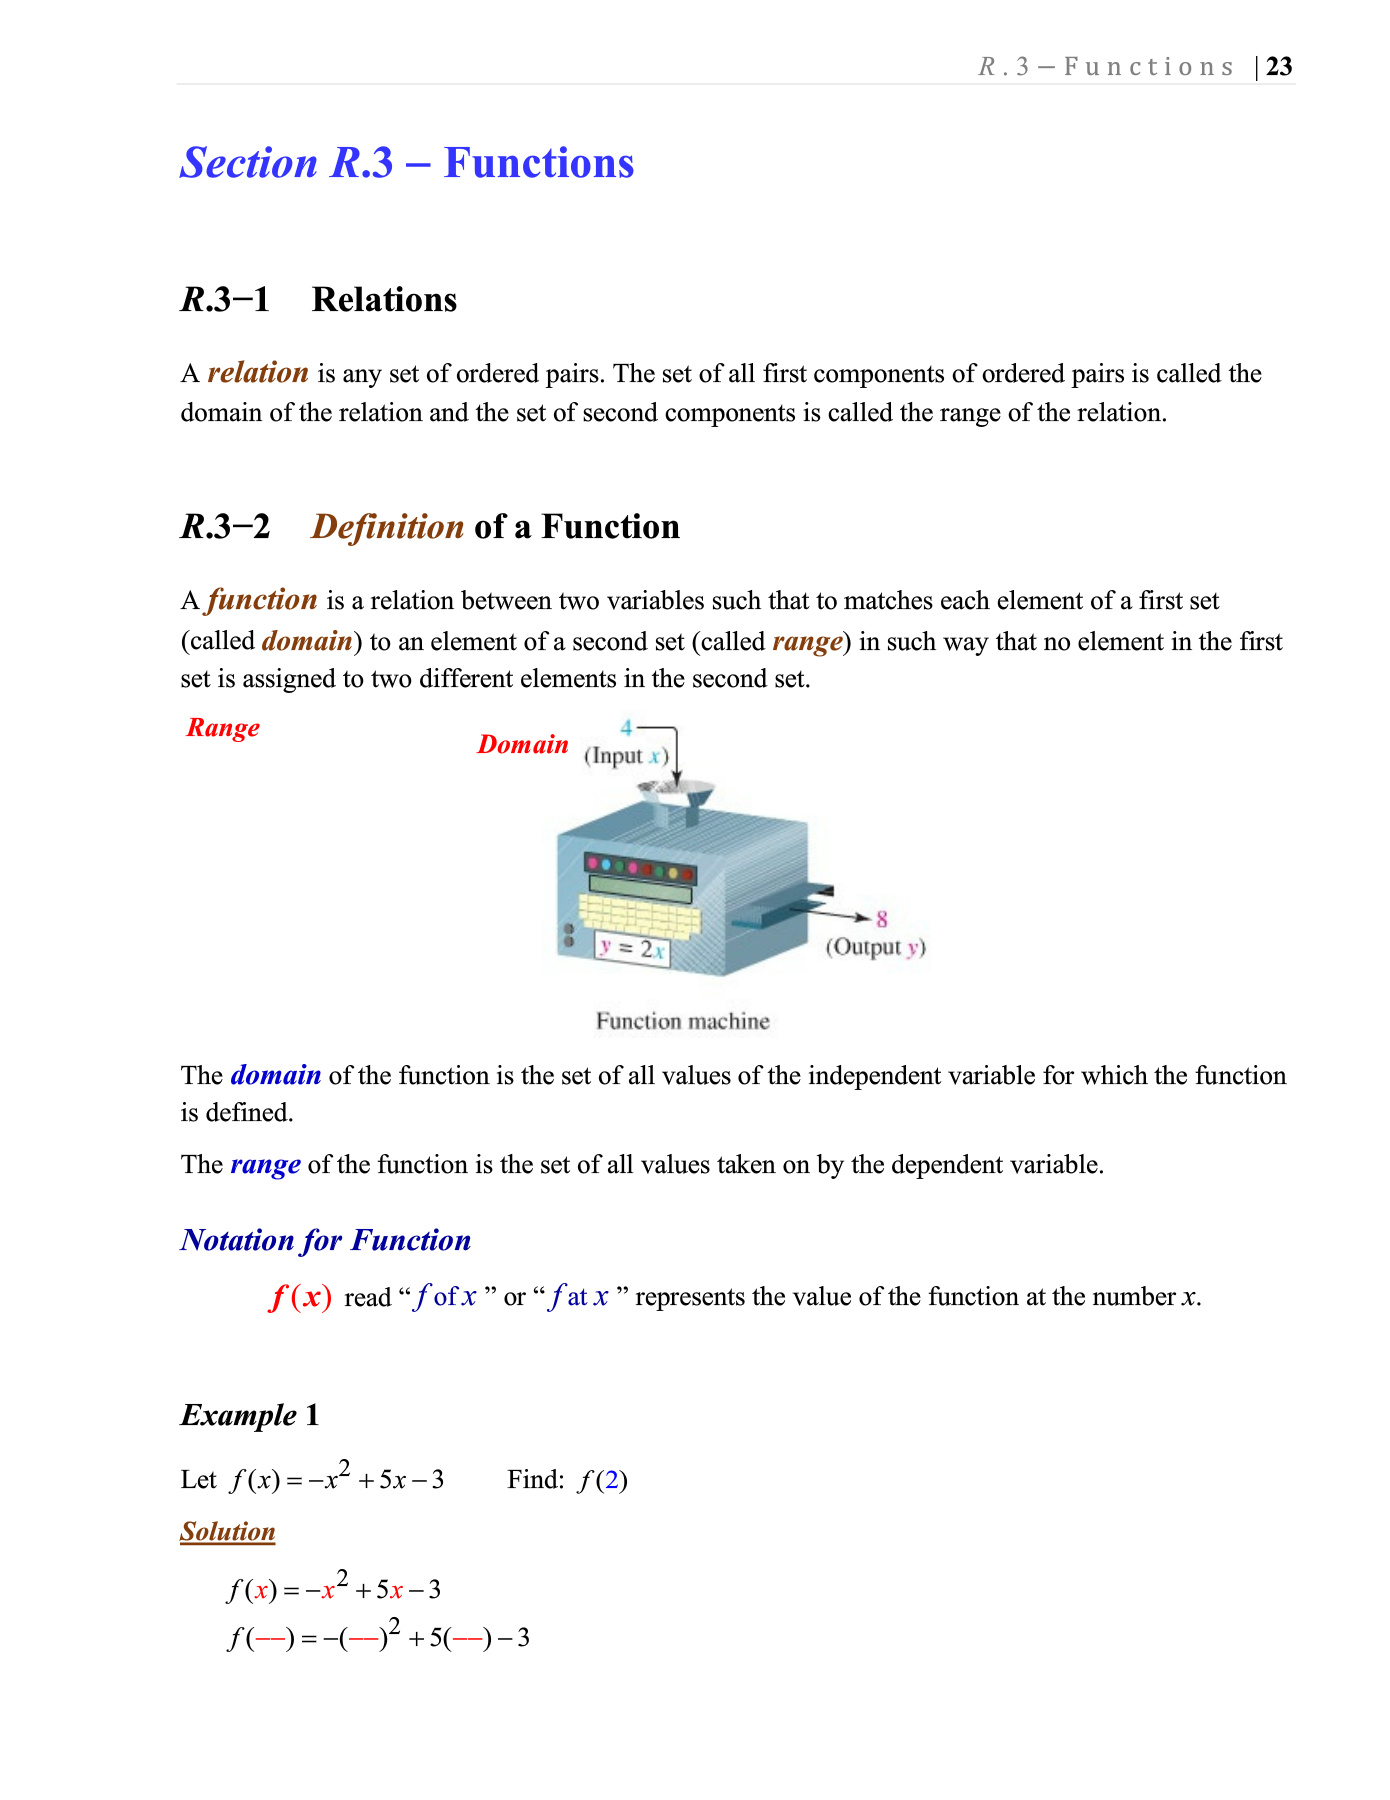 R.3–Functions |23
Section R.3 – Functions
R.3−1 Relations
A relation is any set of ordered pairs. The set of all first components of ordered pairs is called the
domain of the relation and the set of second components is called the range of the relation.
R.3−2 Definition of a Function
A function is a relation between two variables such that to matches each element of a first set
(called domain) to an element of a second set (called range) in such way that no element in the first
set is assigned to two different elements in the second set.
Range
Domain
4
(Input x)
y = 2x
8
(Output y)
Function machine
The domain of the function is the set of all values of the independent variable for which the function
is defined.
The range of the function is the set of all values taken on by the dependent variable.
Notation for Function
f(x) read “f of x ” or “f at x ” represents the value of the function at the number x.
Example 1
Let f(x) = −x² + 5x − 3 Find: f(2)
Solution
f(x) = −x² + 5x − 3
f(—) = −(—)² + 5(—) − 3